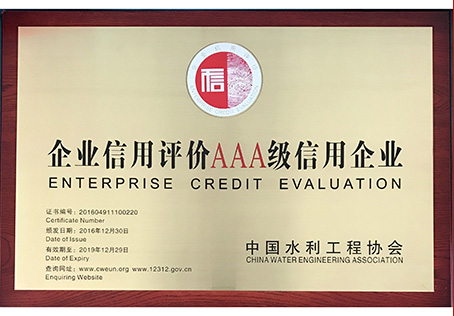 信
企业信用评价AAA级信用企业
ENTERPRISE CREDIT EVALUATION
证书编号：201604911100220
Certificate Number
颁发日期：2016年12月30日
Date of Issue
有效期至：2019年12月29日
Date of Expiry
查询网址：www.cweun.org www.12312.gov.cn
Enquiring Website
中国水利工程协会
CHINA WATER ENGINEERING ASSOCIATION